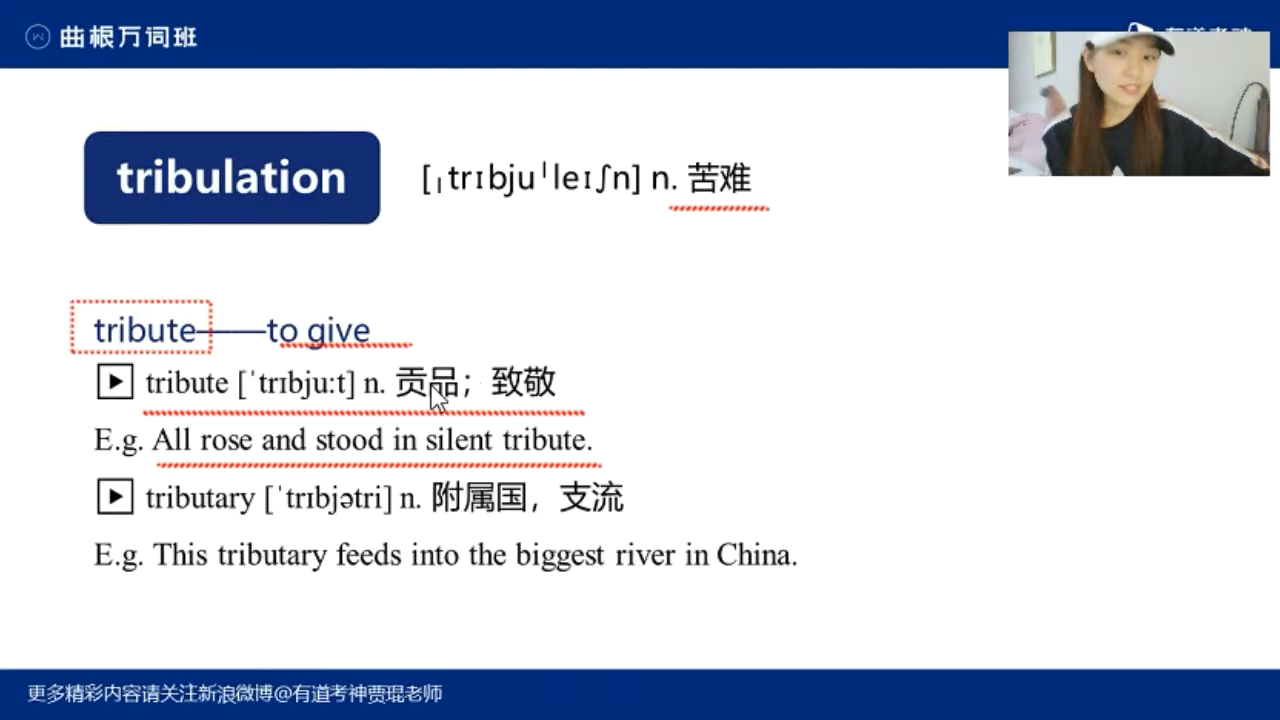 曲根万词班
tribulation
[ˌtrɪbjuˈleɪʃn] n. 苦难
tribute——to give
tribute [ˈtrɪbju:t] n. 贡品；致敬
E.g. All rose and stood in silent tribute.
tributary [ˈtrɪbjətri] n. 附属国，支流
E.g. This tributary feeds into the biggest river in China.
更多精彩内容请关注新浪微博@有道考神贾琨老师